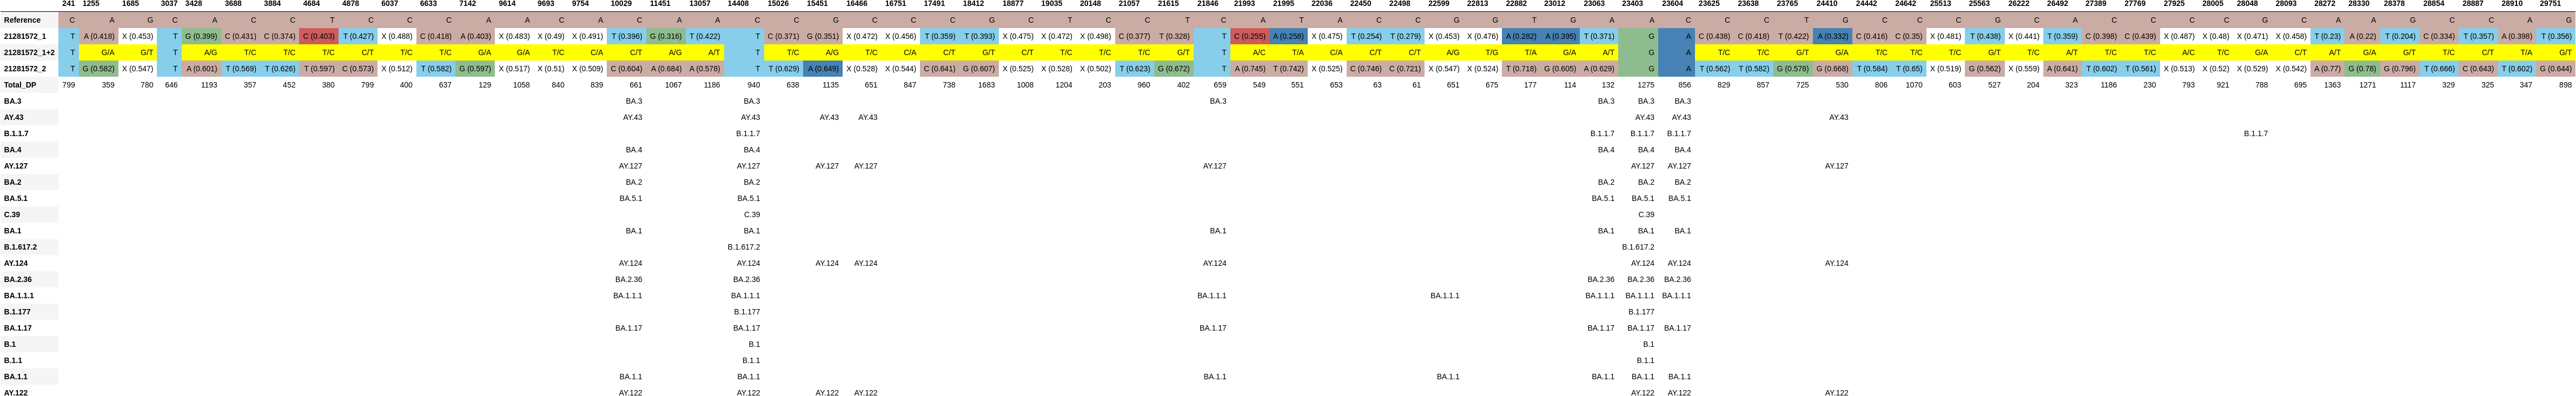 241 1255 1685 3037 3428 3688 3884 4684 4878 6037 6633 7142 9614 9693 9754 10029 11451 13057 14408 15026 15451 16466 16751 17491 18412 18877 19035 20148 21057 21615 21846 21993 21995 22036 22450 22498 22599 22813 22882 23012 23063 23403 23604 23625 23638 23765 24410 24442 24642 25513 25563 26222 26492 27389 27769 27925 28005 28048 28093 28272 28330 28378 28854 28887 28910 29751
Reference C A G C A C C T C C C A A C A C A A C C G C C C G C T C C T C A T A C C G G T G A A C C C T G C C C G C A C C C C G C A A G C C A G
21281572_1 T A (0.418) X (0.453) T G (0.399) C (0.431) C (0.374) C (0.403) T (0.427) X (0.488) C (0.418) A (0.403) X (0.483) X (0.49) X (0.491) T (0.396) G (0.316) T (0.422) T C (0.371) G (0.351) X (0.472) X (0.456) T (0.359) T (0.393) X (0.475) X (0.472) X (0.498) C (0.377) T (0.328) T C (0.255) A (0.258) X (0.475) T (0.254) T (0.279) X (0.453) X (0.476) A (0.282) A (0.395) T (0.371) G A C (0.438) C (0.418) T (0.422) A (0.332) C (0.416) C (0.35) X (0.481) T (0.438) X (0.441) T (0.359) C (0.398) C (0.439) X (0.487) X (0.48) X (0.471) X (0.458) T (0.23) A (0.22) T (0.204) C (0.334) T (0.357) A (0.398) T (0.356)
21281572_1+2 T G/A G/T T A/G T/C T/C T/C C/T T/C T/C G/A G/A T/C C/A C/T A/G A/T T T/C G/A T/C C/A C/T G/T C/T T/C T/C T/C G/T T A/C T/A C/A C/T C/T A/G T/G T/A G/A A/T G A T/C T/C G/T G/A T/C T/C T/C G/T T/C A/T T/C T/C A/C T/C G/A C/T A/T G/A G/T T/C C/T T/A G/T
21281572_2 T G (0.582) X (0.547) T A (0.601) T (0.569) T (0.626) T (0.597) C (0.573) X (0.512) T (0.582) G (0.597) X (0.517) X (0.51) X (0.509) C (0.604) A (0.684) A (0.578) T T (0.629) A (0.649) X (0.528) X (0.544) C (0.641) G (0.607) X (0.525) X (0.528) X (0.502) T (0.623) G (0.672) T A (0.745) T (0.742) X (0.525) C (0.746) C (0.721) X (0.547) X (0.524) T (0.718) G (0.605) A (0.629) G A T (0.562) T (0.582) G (0.578) G (0.668) T (0.584) T (0.65) X (0.519) G (0.562) X (0.559) A (0.641) T (0.602) T (0.561) X (0.513) X (0.52) X (0.529) X (0.542) A (0.77) G (0.78) G (0.796) T (0.666) C (0.643) T (0.602) G (0.644)
Total_DP 799 359 780 646 1193 357 452 380 799 400 637 129 1058 840 839 661 1067 1186 940 638 1135 651 847 738 1683 1008 1204 203 960 402 659 549 551 653 63 61 651 675 177 114 132 1275 856 829 857 725 530 806 1070 603 527 204 323 1186 230 793 921 788 695 1363 1271 1117 329 325 347 898
BA.3 BA.3 BA.3 BA.3 BA.3 BA.3 BA.3
AY.43 AY.43 AY.43 AY.43 AY.43 AY.43 AY.43 AY.43
B.1.1.7 B.1.1.7 B.1.1.7 B.1.1.7 B.1.1.7 B.1.1.7
BA.4 BA.4 BA.4 BA.4 BA.4 BA.4
AY.127 AY.127 AY.127 AY.127 AY.127 AY.127 AY.127 AY.127 AY.127
BA.2 BA.2 BA.2 BA.2 BA.2 BA.2
BA.5.1 BA.5.1 BA.5.1 BA.5.1 BA.5.1 BA.5.1
C.39 C.39 C.39
BA.1 BA.1 BA.1 BA.1 BA.1 BA.1 BA.1
B.1.617.2 B.1.617.2 B.1.617.2
AY.124 AY.124 AY.124 AY.124 AY.124 AY.124 AY.124 AY.124 AY.124
BA.2.36 BA.2.36 BA.2.36 BA.2.36 BA.2.36 BA.2.36
BA.1.1.1 BA.1.1.1 BA.1.1.1 BA.1.1.1 BA.1.1.1 BA.1.1.1 BA.1.1.1 BA.1.1.1
B.1.177 B.1.177 B.1.177
BA.1.17 BA.1.17 BA.1.17 BA.1.17 BA.1.17 BA.1.17 BA.1.17
B.1 B.1 B.1
B.1.1 B.1.1 B.1.1
BA.1.1 BA.1.1 BA.1.1 BA.1.1 BA.1.1 BA.1.1 BA.1.1 BA.1.1
AY.122 AY.122 AY.122 AY.122 AY.122 AY.122 AY.122 AY.122